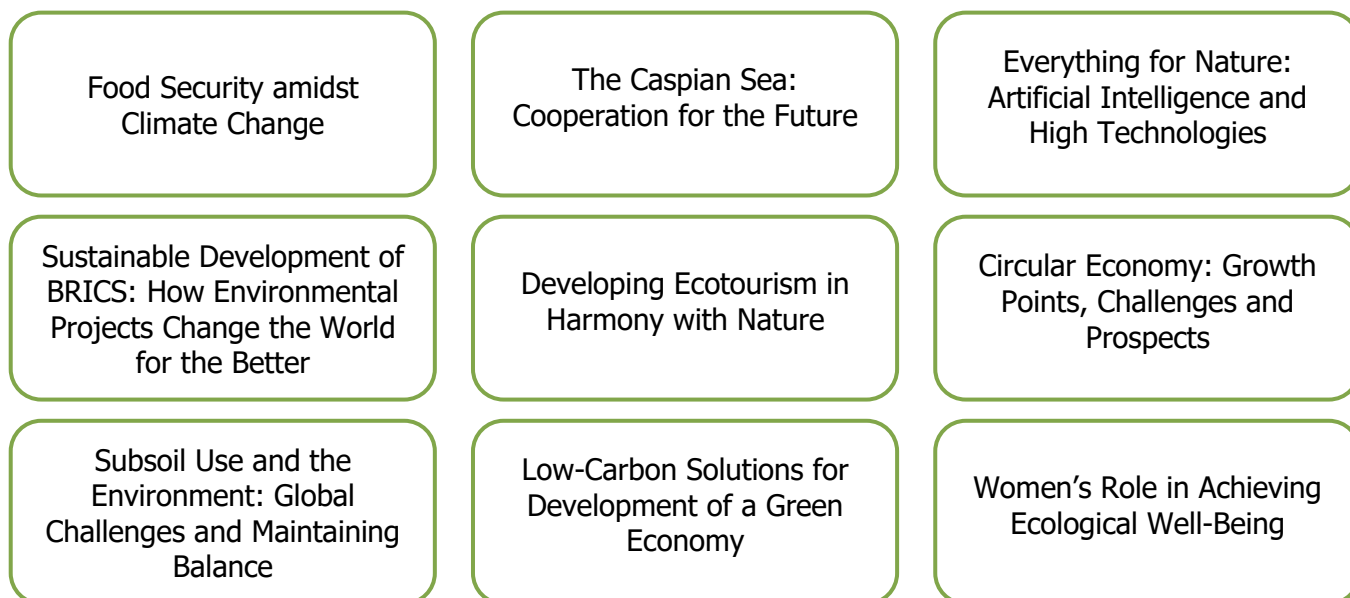 Food Security amidst
Climate Change
The Caspian Sea:
Cooperation for the Future
Everything for Nature:
Artificial Intelligence and
High Technologies
Sustainable Development of
BRICS: How Environmental
Projects Change the World
for the Better
Developing Ecotourism in
Harmony with Nature
Circular Economy: Growth
Points, Challenges and
Prospects
Subsoil Use and the
Environment: Global
Challenges and Maintaining
Balance
Low-Carbon Solutions for
Development of a Green
Economy
Women’s Role in Achieving
Ecological Well-Being